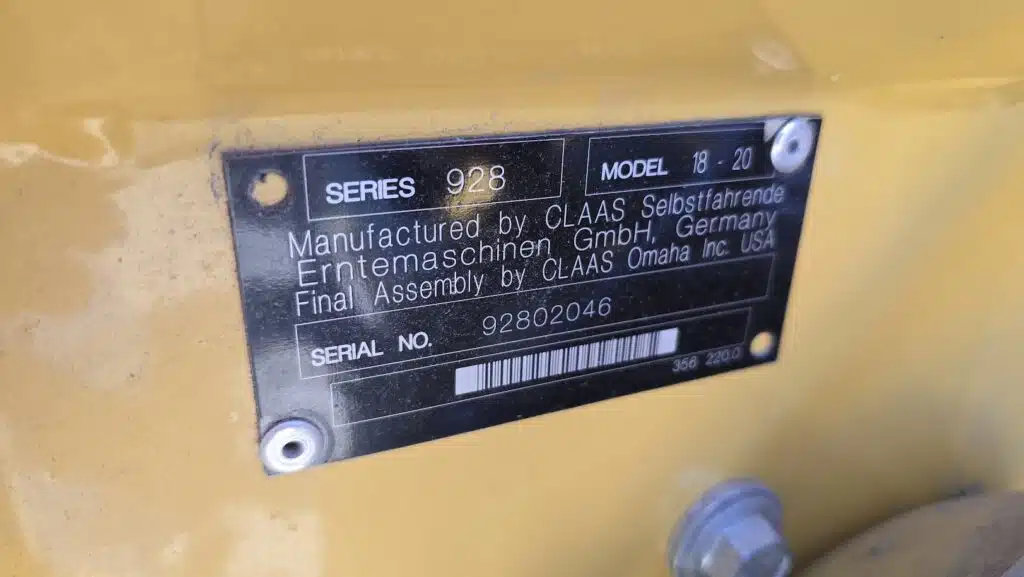 SERIES 928 MODEL 18 - 20
Manufactured by CLAAS Selbstfahrende
Erntemaschinen GmbH, Germany
Final Assembly by CLAAS Omaha Inc. USA
SERIAL NO. 92802046
356 220.0